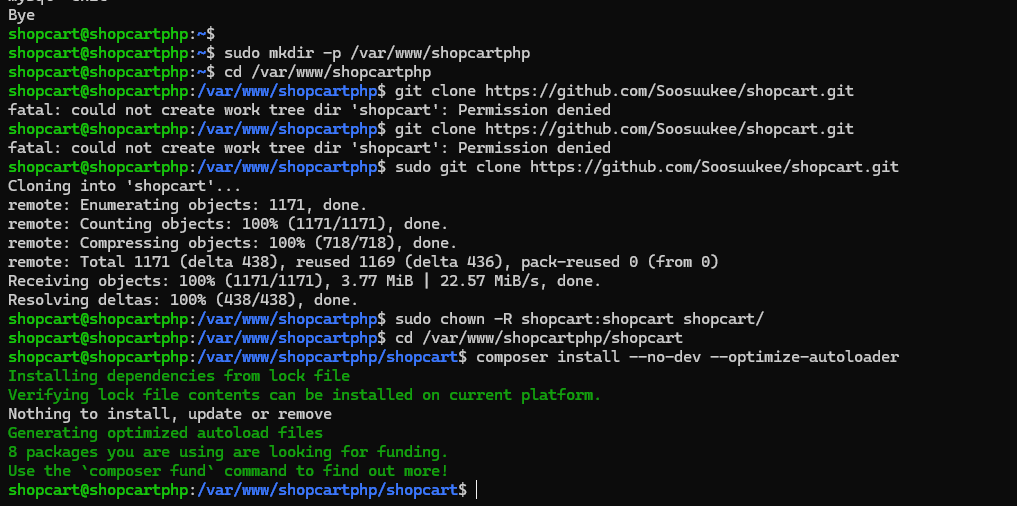 Bye
shopcart@shopcartphp:~$
shopcart@shopcartphp:~$ sudo mkdir -p /var/www/shopcartphp
shopcart@shopcartphp:~$ cd /var/www/shopcartphp
shopcart@shopcartphp:/var/www/shopcartphp$ git clone https://github.com/Soosuukee/shopcart.git
fatal: could not create work tree dir 'shopcart': Permission denied
shopcart@shopcartphp:/var/www/shopcartphp$ git clone https://github.com/Soosuukee/shopcart.git
fatal: could not create work tree dir 'shopcart': Permission denied
shopcart@shopcartphp:/var/www/shopcartphp$ sudo git clone https://github.com/Soosuukee/shopcart.git
Cloning into 'shopcart'...
remote: Enumerating objects: 1171, done.
remote: Counting objects: 100% (1171/1171), done.
remote: Compressing objects: 100% (718/718), done.
remote: Total 1171 (delta 438), reused 1169 (delta 436), pack-reused 0 (from 0)
Receiving objects: 100% (1171/1171), 3.77 MiB | 22.57 MiB/s, done.
Resolving deltas: 100% (438/438), done.
shopcart@shopcartphp:/var/www/shopcartphp$ sudo chown -R shopcart:shopcart shopcart/
shopcart@shopcartphp:/var/www/shopcartphp$ cd /var/www/shopcartphp/shopcart
shopcart@shopcartphp:/var/www/shopcartphp/shopcart$ composer install --no-dev --optimize-autoloader
Installing dependencies from lock file
Verifying lock file contents can be installed on current platform.
Nothing to install, update or remove
Generating optimized autoload files
8 packages you are using are looking for funding.
Use the `composer fund` command to find out more!
shopcart@shopcartphp:/var/www/shopcartphp/shopcart$